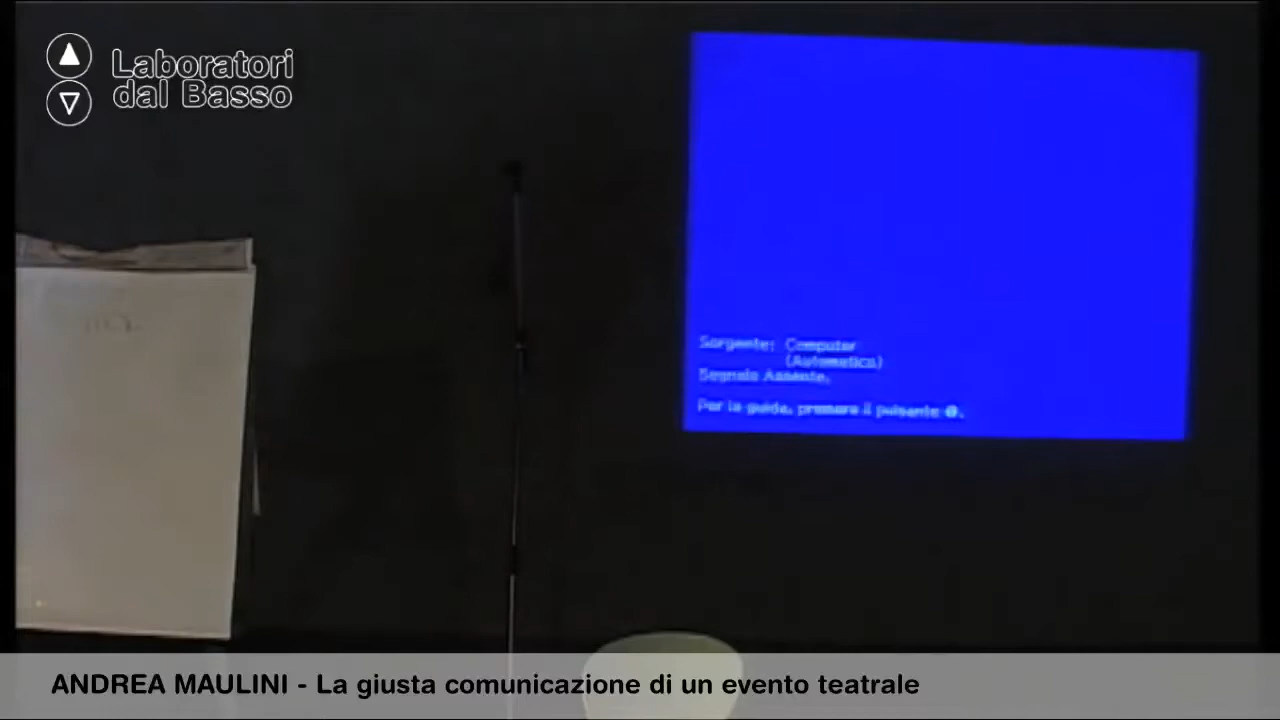 Laboratori
dal Basso
Sorgente: Computer
(Automatico)
Segnale Assente.
Per la guida, premere il pulsante
ANDREA MAULINI - La giusta comunicazione di un evento teatrale